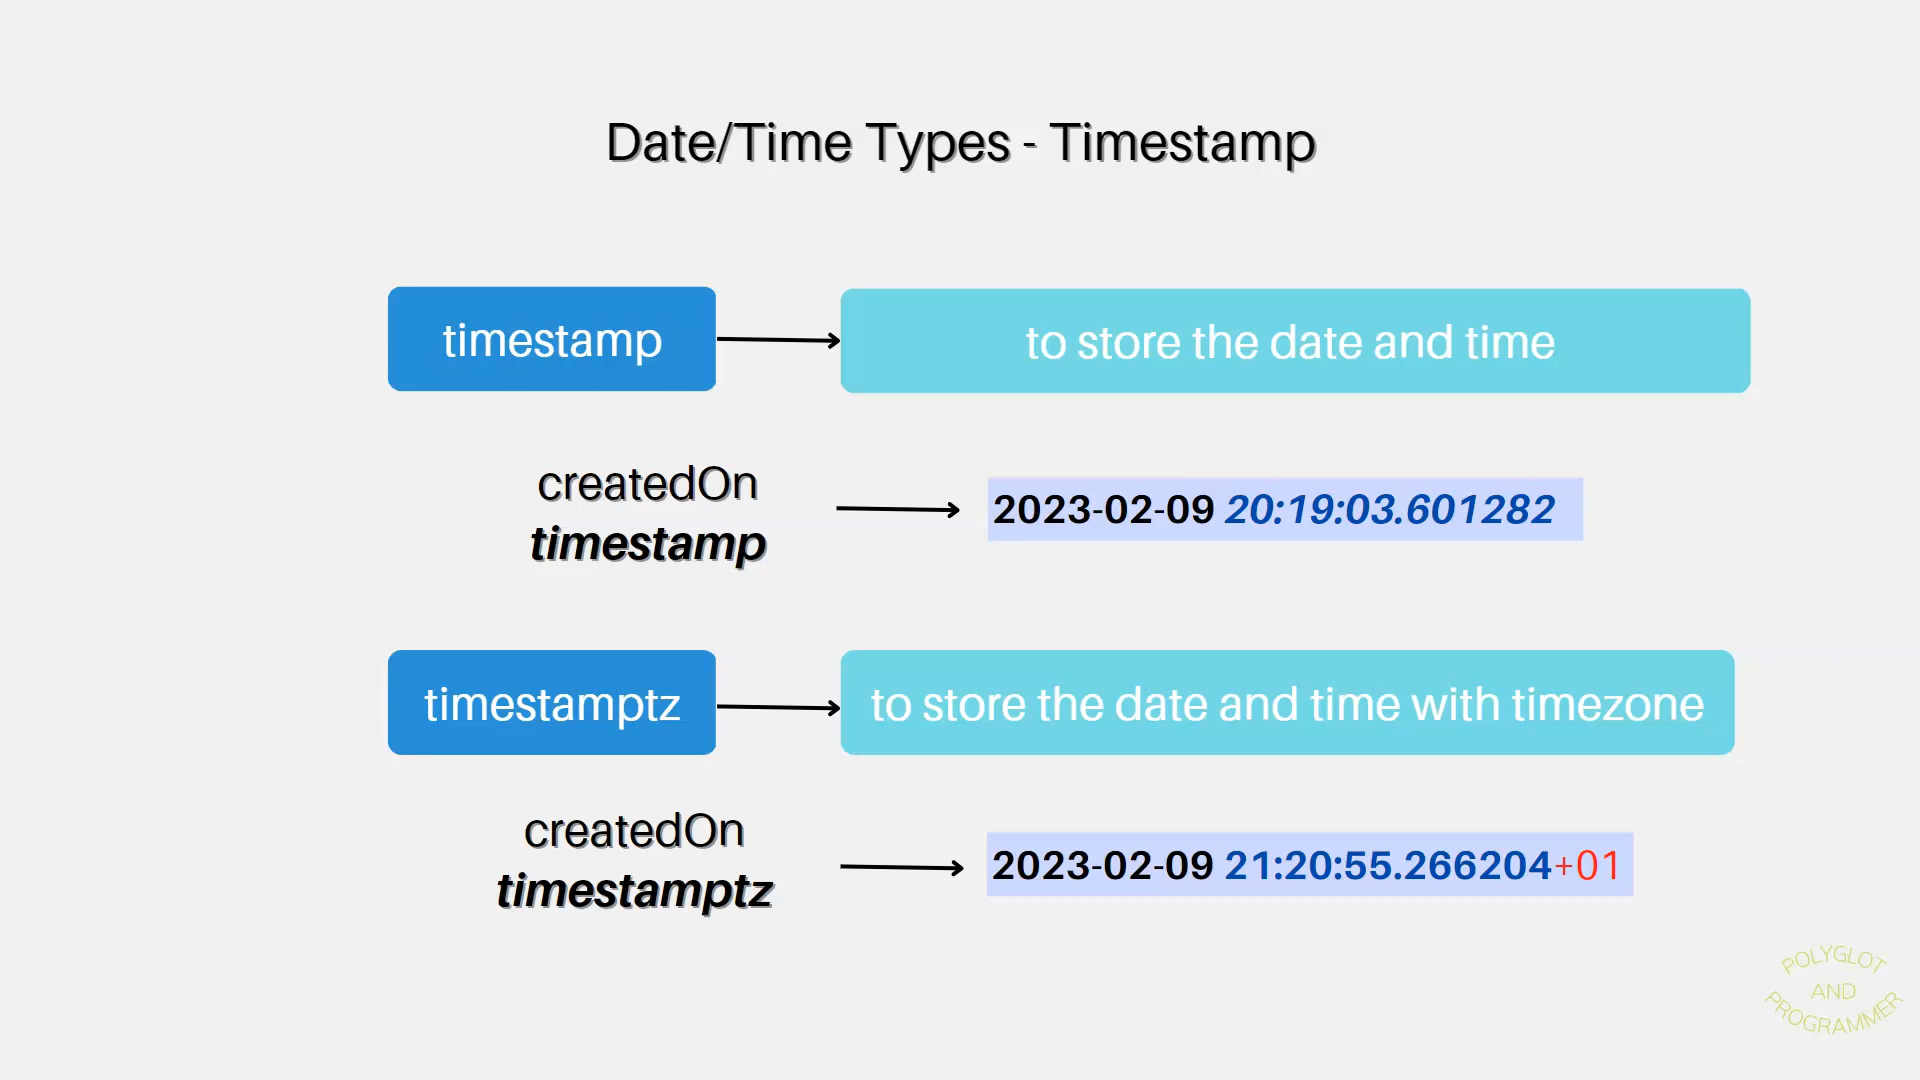 Date/Time Types - Timestamp
timestamp
to store the date and time
createdOn
timestamp
2023-02-09 20:19:03.601282
timestamptz
to store the date and time with timezone
createdOn
timestamptz
2023-02-09 21:20:55.266204+01
POLYGLOT
AND
PROGRAMMER